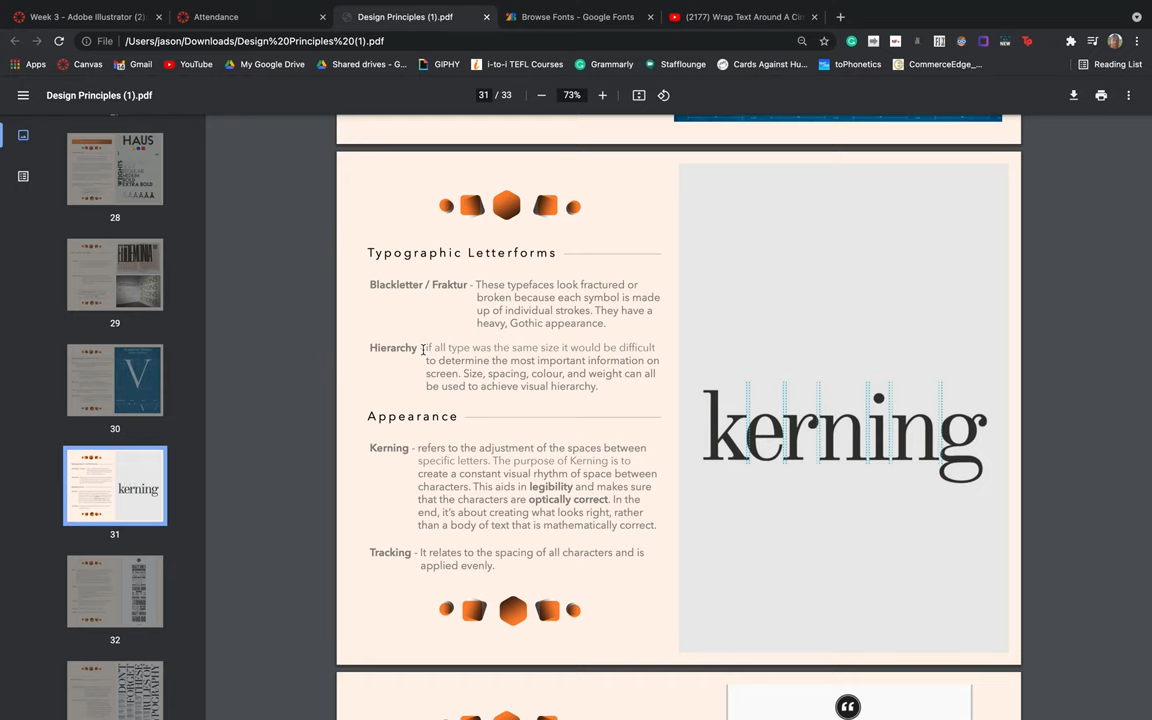 Week 3 - Adobe Illustrator (2)
Attendance
Design Principles (1).pdf
Browse Fonts - Google Fonts
(2177) Wrap Text Around A Cir
File
/Users/jason/Downloads/Design%20Principles%20(1).pdf
Apps
Canvas
Gmail
YouTube
My Google Drive
Shared drives - G...
GIPHY
i-to-i TEFL Courses
Grammarly
Stafflounge
Cards Against Hu...
toPhonetics
CommerceEdge_...
Reading List
Design Principles (1).pdf
31 / 33
73%
HAUS
28
29
V
30
kerning
31
32
Typographic Letterforms
Blackletter / Fraktur - These typefaces look fractured or
broken because each symbol is made
up of individual strokes. They have a
heavy, Gothic appearance.
Hierarchy - if all type was the same size it would be difficult
to determine the most important information on
screen. Size, spacing, colour, and weight can all
be used to achieve visual hierarchy.
Appearance
Kerning - refers to the adjustment of the spaces between
specific letters. The purpose of Kerning is to
create a constant visual rhythm of space between
characters. This aids in legibility and makes sure
that the characters are optically correct. In the
end, it's about creating what looks right, rather
than a body of text that is mathematically correct.
Tracking - It relates to the spacing of all characters and is
applied evenly.
kerning